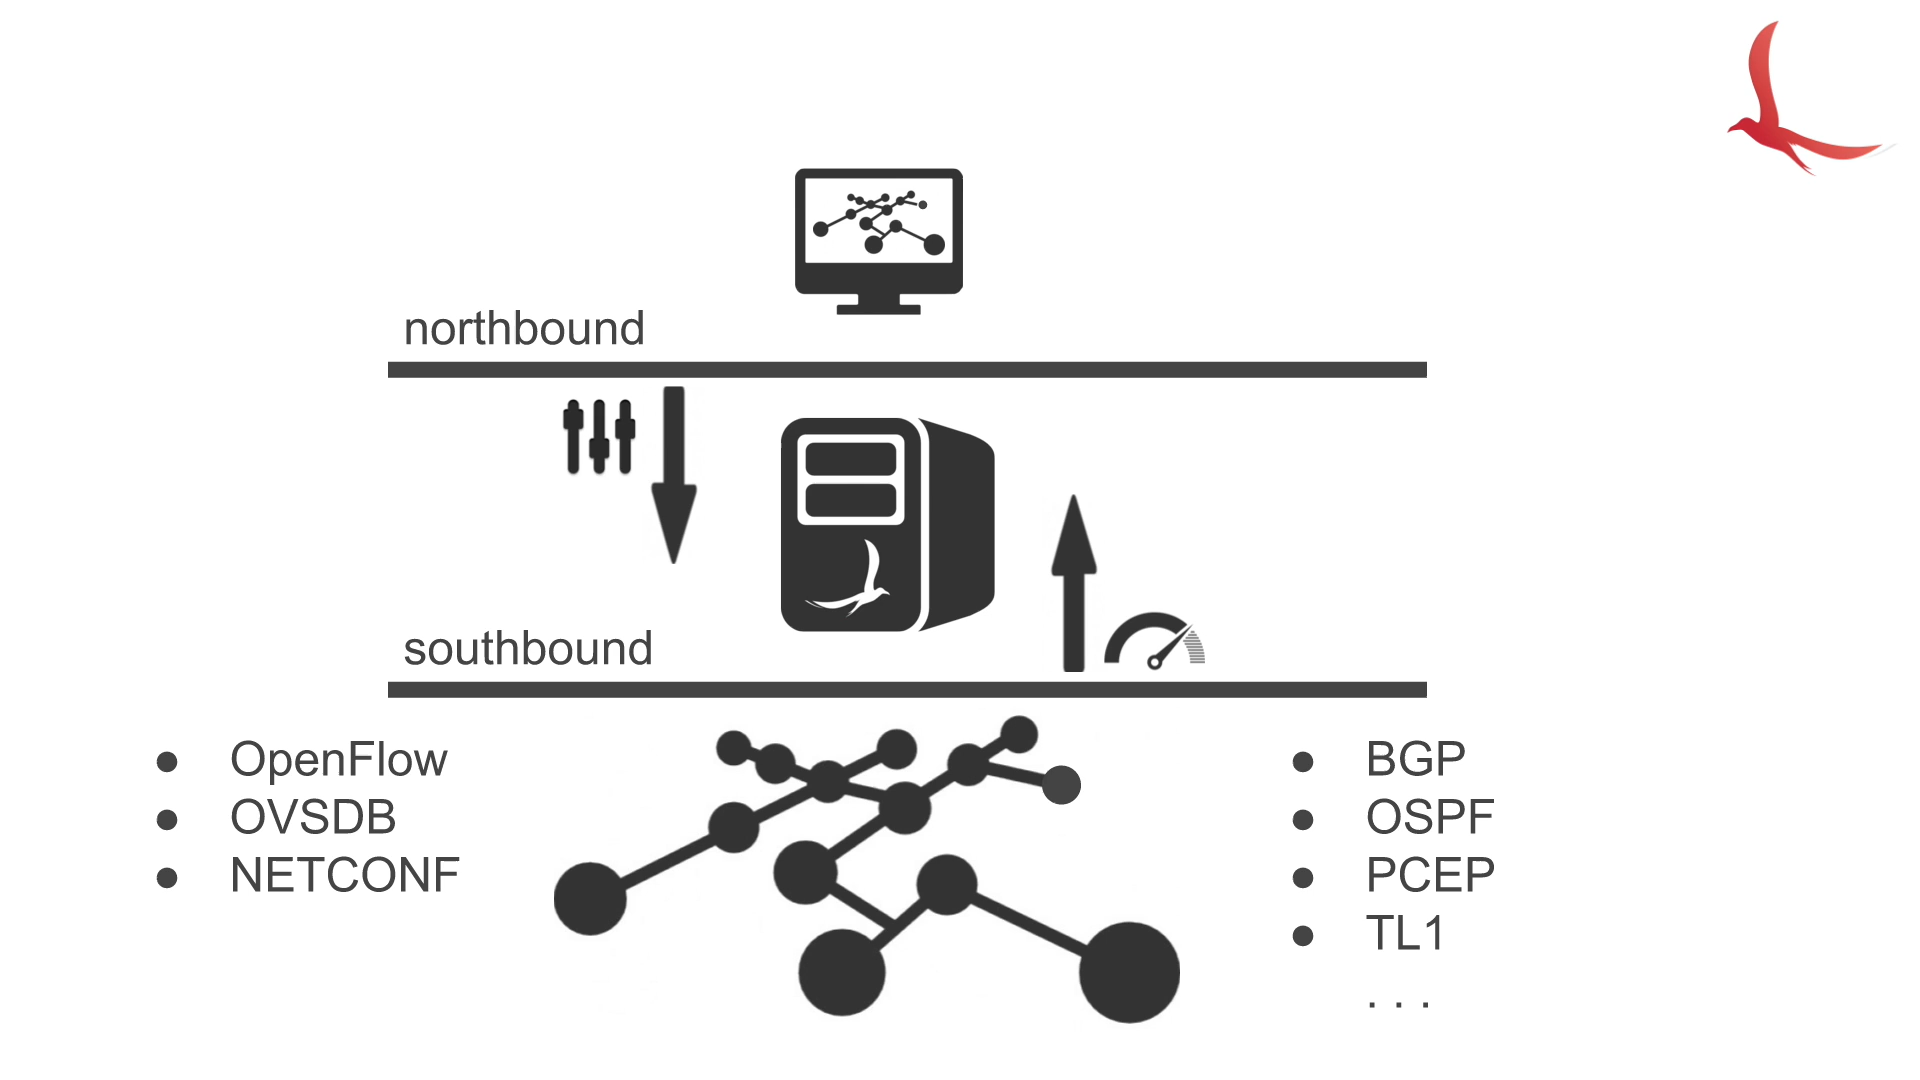 northbound
southbound
● OpenFlow
● OVSDB
● NETCONF
● BGP
● OSPF
● PCEP
● TL1
. . .